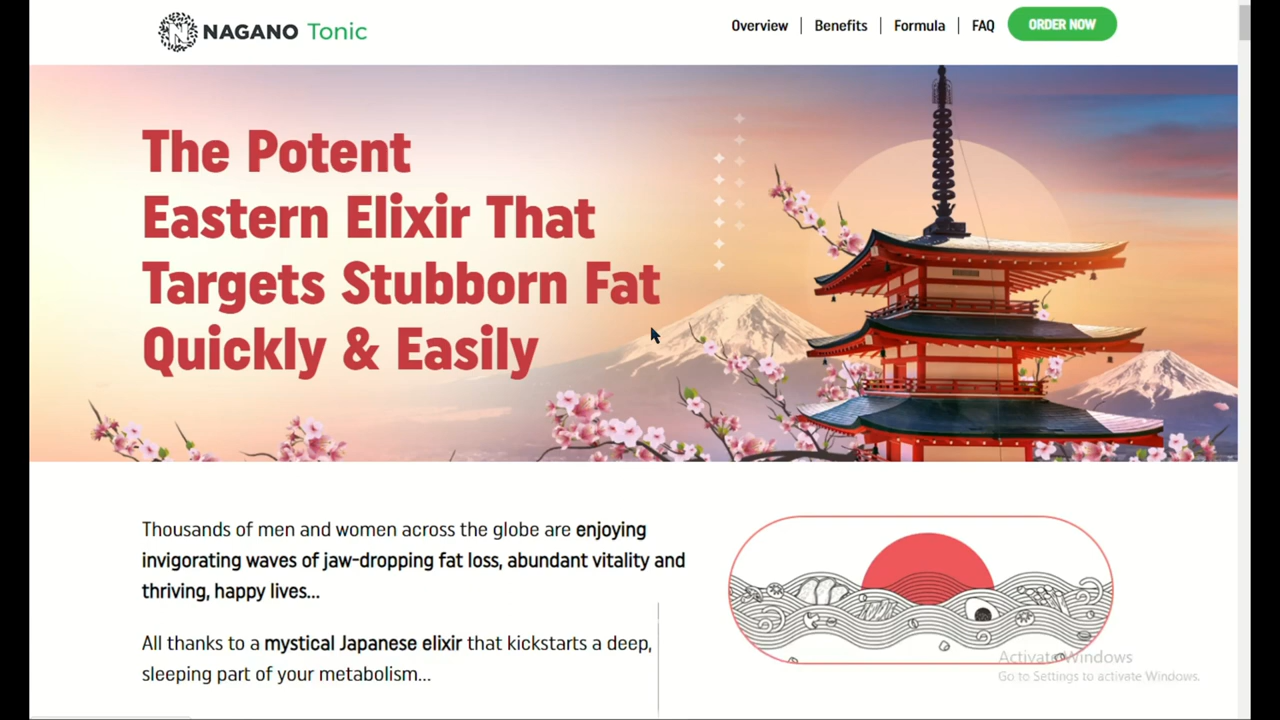 NAGANO Tonic
Overview
Benefits
Formula
FAQ
ORDER NOW
The Potent
Eastern Elixir That
Targets Stubborn Fat
Quickly & Easily
Thousands of men and women across the globe are enjoying
invigorating waves of jaw-dropping fat loss, abundant vitality and
thriving, happy lives...
All thanks to a mystical Japanese elixir that kickstarts a deep,
sleeping part of your metabolism...
Activate Windows
Go to Settings to activate Windows.